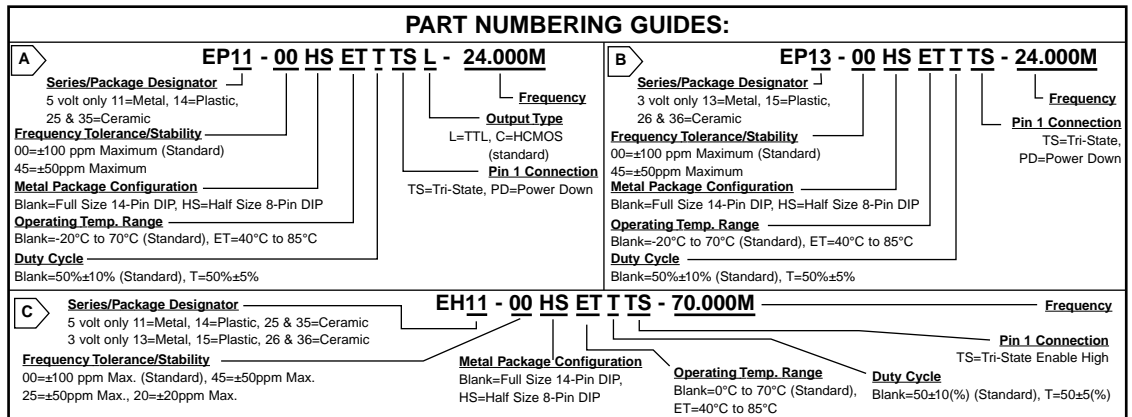 PART NUMBERING GUIDES:
A
EP11 - 00 HS ET T TS L - 24.000M
Series/Package Designator
5 volt only 11=Metal, 14=Plastic,
25 & 35=Ceramic
Frequency Tolerance/Stability
00=±100 ppm Maximum (Standard)
45=±50ppm Maximum
Metal Package Configuration
Blank=Full Size 14-Pin DIP, HS=Half Size 8-Pin DIP
Operating Temp. Range
Blank=-20°C to 70°C (Standard), ET=40°C to 85°C
Duty Cycle
Blank=50%±10% (Standard), T=50%±5%
Frequency
Output Type
L=TTL, C=HCMOS
(standard)
Pin 1 Connection
TS=Tri-State, PD=Power Down
B
EP13 - 00 HS ET T TS - 24.000M
Series/Package Designator
3 volt only 13=Metal, 15=Plastic,
26 & 36=Ceramic
Frequency Tolerance/Stability
00=±100 ppm Maximum (Standard)
45=±50ppm Maximum
Metal Package Configuration
Blank=Full Size 14-Pin DIP, HS=Half Size 8-Pin DIP
Operating Temp. Range
Blank=-20°C to 70°C (Standard), ET=40°C to 85°C
Duty Cycle
Blank=50%±10% (Standard), T=50%±5%
Frequency
Pin 1 Connection
TS=Tri-State,
PD=Power Down
C
EH11 - 00 HS ET T TS - 70.000M
Series/Package Designator
5 volt only 11=Metal, 14=Plastic, 25 & 35=Ceramic
3 volt only 13=Metal, 15=Plastic, 26 & 36=Ceramic
Frequency Tolerance/Stability
00=±100 ppm Max. (Standard), 45=±50ppm Max.
25=±50ppm Max., 20=±20ppm Max.
Metal Package Configuration
Blank=Full Size 14-Pin DIP,
HS=Half Size 8-Pin DIP
Operating Temp. Range
Blank=0°C to 70°C (Standard),
ET=40°C to 85°C
Duty Cycle
Blank=50±10(%) (Standard), T=50±5(%)
Pin 1 Connection
TS=Tri-State Enable High
Frequency